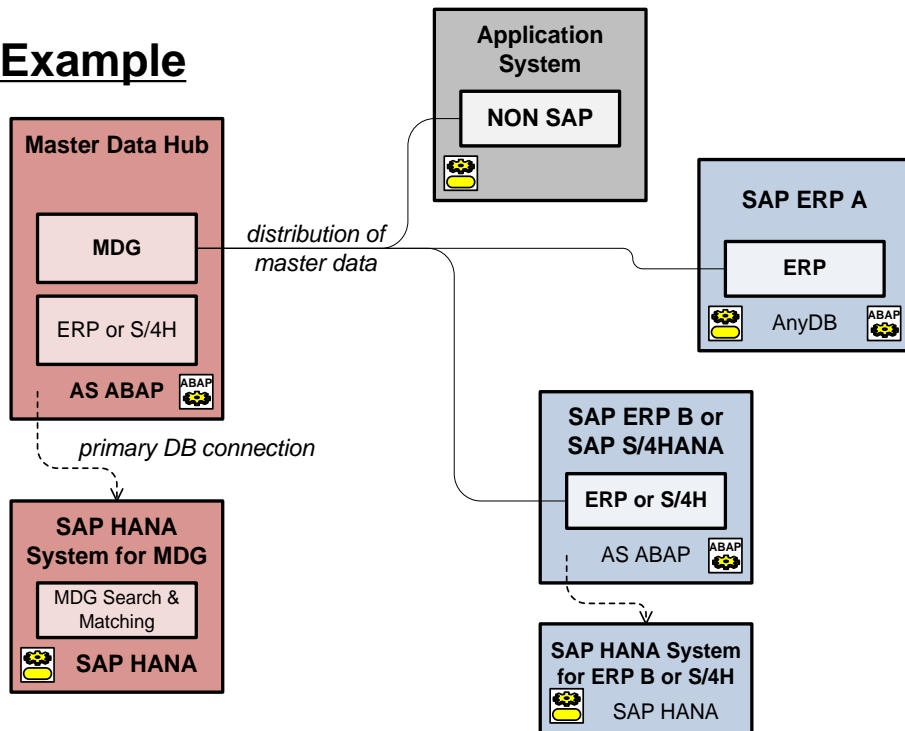 Example
Master Data Hub
MDG
ERP or S/4H
AS ABAP
ABAP
primary DB connection
SAP HANA
System for MDG
MDG Search &
Matching
SAP HANA
distribution of
master data
Application
System
NON SAP
SAP ERP A
ERP
AnyDB
ABAP
SAP ERP B or
SAP S/4HANA
ERP or S/4H
AS ABAP
ABAP
SAP HANA System
for ERP B or S/4H
SAP HANA